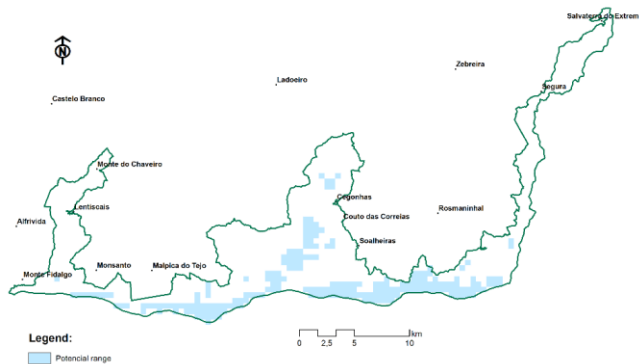 Salvaterra do Extrem
N
Zebreira
Ladoeiro
Segura
Castelo Branco
Monte do Chaveiro
Cegonhas
Lentiscais
Couto das Correias
Rosmaninhal
Alfrivida
Soalheiras
Monsanto
Malpica do Tejo
Monte Fidalgo
km
0 2,5 5 10
Legend:
Potencial range